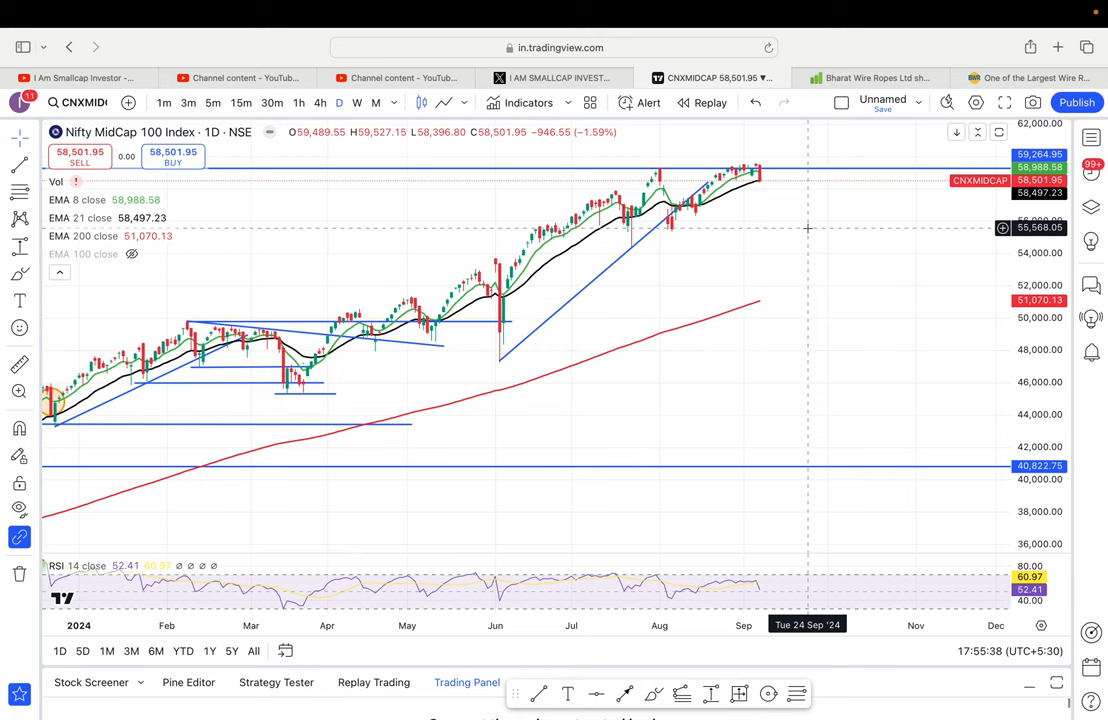 in.tradingview.com
I Am Smallcap Investor -...
Channel content - YouTub...
Channel content - YouTub...
I AM SMALLCAP INVEST...
CNXMIDCAP 58,501.95 ▼...
Bharat Wire Ropes Ltd sh...
One of the Largest Wire R...
11
CNXMID
1m 3m 5m 15m 30m 1h 4h D W M
Indicators
Alert
Replay
Unnamed
Save
Publish
Nifty MidCap 100 Index · 1D · NSE
O59,489.55 H59,527.15 L58,396.80 C58,501.95 -946.55 (-1.59%)
58,501.95
SELL
0.00
58,501.95
BUY
Vol
EMA 8 close 58,988.58
EMA 21 close 58,497.23
EMA 200 close 51,070.13
EMA 100 close
62,000.00
59,264.95
58,988.58
CNXMIDCAP 58,501.95
58,497.23
56,000.00
55,568.05
54,000.00
52,000.00
51,070.13
50,000.00
48,000.00
46,000.00
44,000.00
42,000.00
40,822.75
40,000.00
38,000.00
36,000.00
99+
RSI 14 close 52.41 60.97 ∅ ∅ ∅ ∅
80.00
60.97
52.41
40.00
2024 Feb Mar Apr May Jun Jul Aug Sep Tue 24 Sep '24 Nov Dec
1D 5D 1M 3M 6M YTD 1Y 5Y All
17:55:38 (UTC+5:30)
Stock Screener Pine Editor Strategy Tester Replay Trading Trading Panel